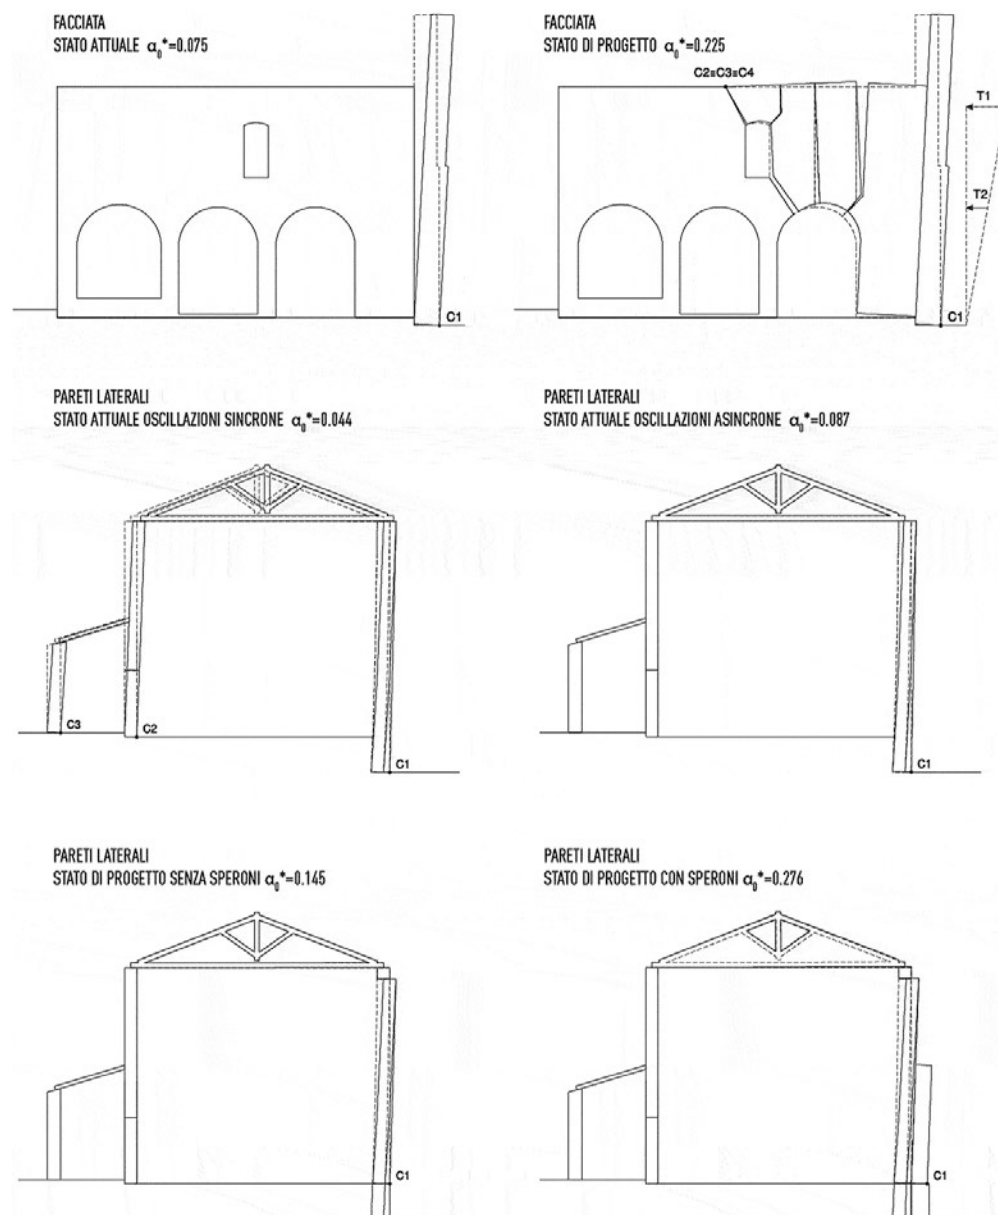 FACCIATA
STATO ATTUALE α₀*=0.075
C1
FACCIATA
STATO DI PROGETTO α₀*=0.225
C2≡C3≡C4
T1
T2
C1
PARETI LATERALI
STATO ATTUALE OSCILLAZIONI SINCRONE α₀*=0.044
C3
C2
C1
PARETI LATERALI
STATO ATTUALE OSCILLAZIONI ASINCRONE α₀*=0.087
C1
PARETI LATERALI
STATO DI PROGETTO SENZA SPERONI α₀*=0.145
C1
PARETI LATERALI
STATO DI PROGETTO CON SPERONI α₀*=0.276
C1